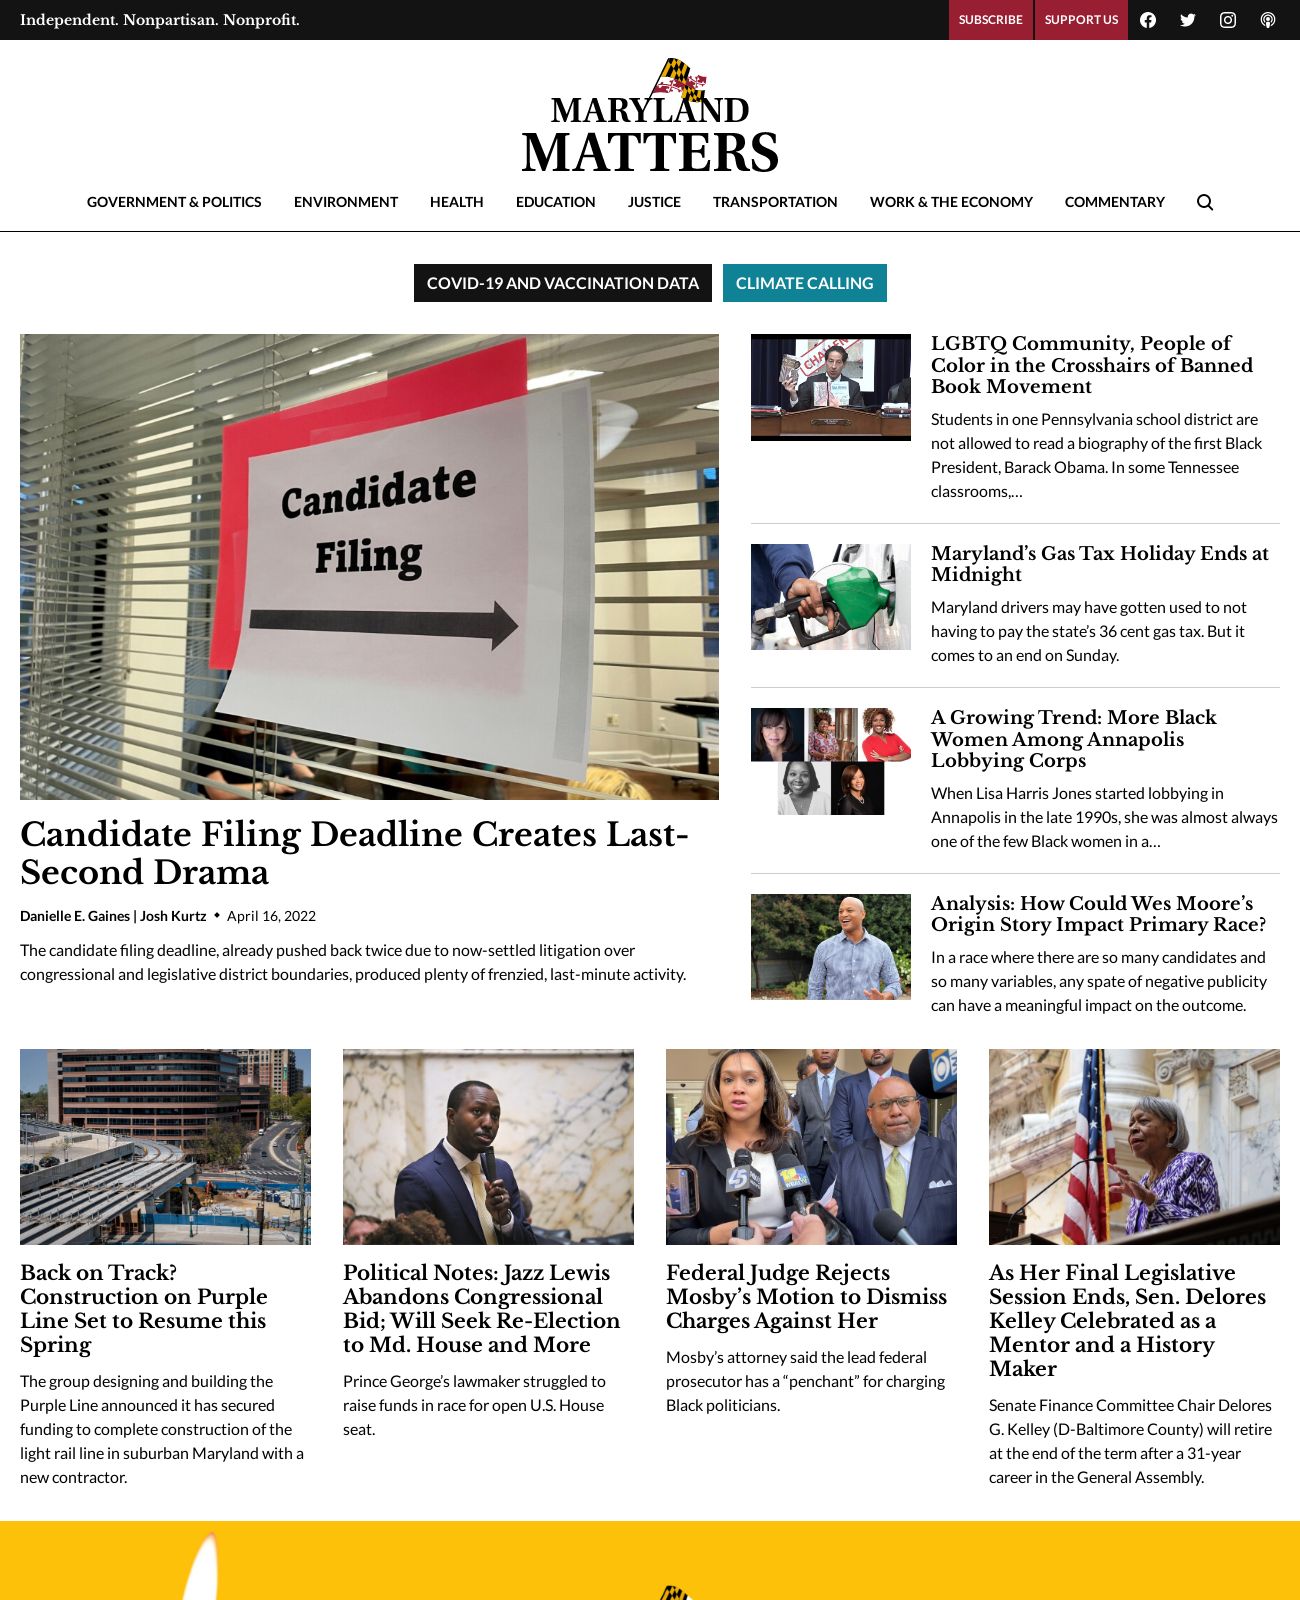 Independent. Nonpartisan. Nonprofit.
SUBSCRIBE
SUPPORT US
MARYLAND
MATTERS
GOVERNMENT & POLITICS
ENVIRONMENT
HEALTH
EDUCATION
JUSTICE
TRANSPORTATION
WORK & THE ECONOMY
COMMENTARY
COVID-19 AND VACCINATION DATA
CLIMATE CALLING
Candidate
Filing
Candidate Filing Deadline Creates Last-
Second Drama
Danielle E. Gaines | Josh Kurtz ◆ April 16, 2022
The candidate filing deadline, already pushed back twice due to now-settled litigation over
congressional and legislative district boundaries, produced plenty of frenzied, last-minute activity.
LGBTQ Community, People of
Color in the Crosshairs of Banned
Book Movement
Students in one Pennsylvania school district are
not allowed to read a biography of the first Black
President, Barack Obama. In some Tennessee
classrooms,…
Maryland’s Gas Tax Holiday Ends at
Midnight
Maryland drivers may have gotten used to not
having to pay the state’s 36 cent gas tax. But it
comes to an end on Sunday.
A Growing Trend: More Black
Women Among Annapolis
Lobbying Corps
When Lisa Harris Jones started lobbying in
Annapolis in the late 1990s, she was almost always
one of the few Black women in a…
Analysis: How Could Wes Moore’s
Origin Story Impact Primary Race?
In a race where there are so many candidates and
so many variables, any spate of negative publicity
can have a meaningful impact on the outcome.
Back on Track?
Construction on Purple
Line Set to Resume this
Spring
The group designing and building the
Purple Line announced it has secured
funding to complete construction of the
light rail line in suburban Maryland with a
new contractor.
Political Notes: Jazz Lewis
Abandons Congressional
Bid; Will Seek Re-Election
to Md. House and More
Prince George’s lawmaker struggled to
raise funds in race for open U.S. House
seat.
Federal Judge Rejects
Mosby’s Motion to Dismiss
Charges Against Her
Mosby’s attorney said the lead federal
prosecutor has a “penchant” for charging
Black politicians.
As Her Final Legislative
Session Ends, Sen. Delores
Kelley Celebrated as a
Mentor and a History
Maker
Senate Finance Committee Chair Delores
G. Kelley (D-Baltimore County) will retire
at the end of the term after a 31-year
career in the General Assembly.